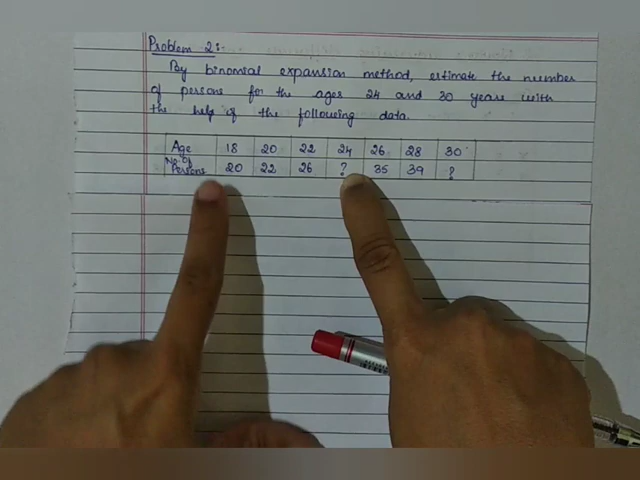 Problem 2:-
By binomial expansion method, estimate the number
of persons for the ages 24 and 30 years with
the help of the following data.
Age 18 20 22 24 26 28 30
No. of Persons 20 22 26 ? 35 39 ?